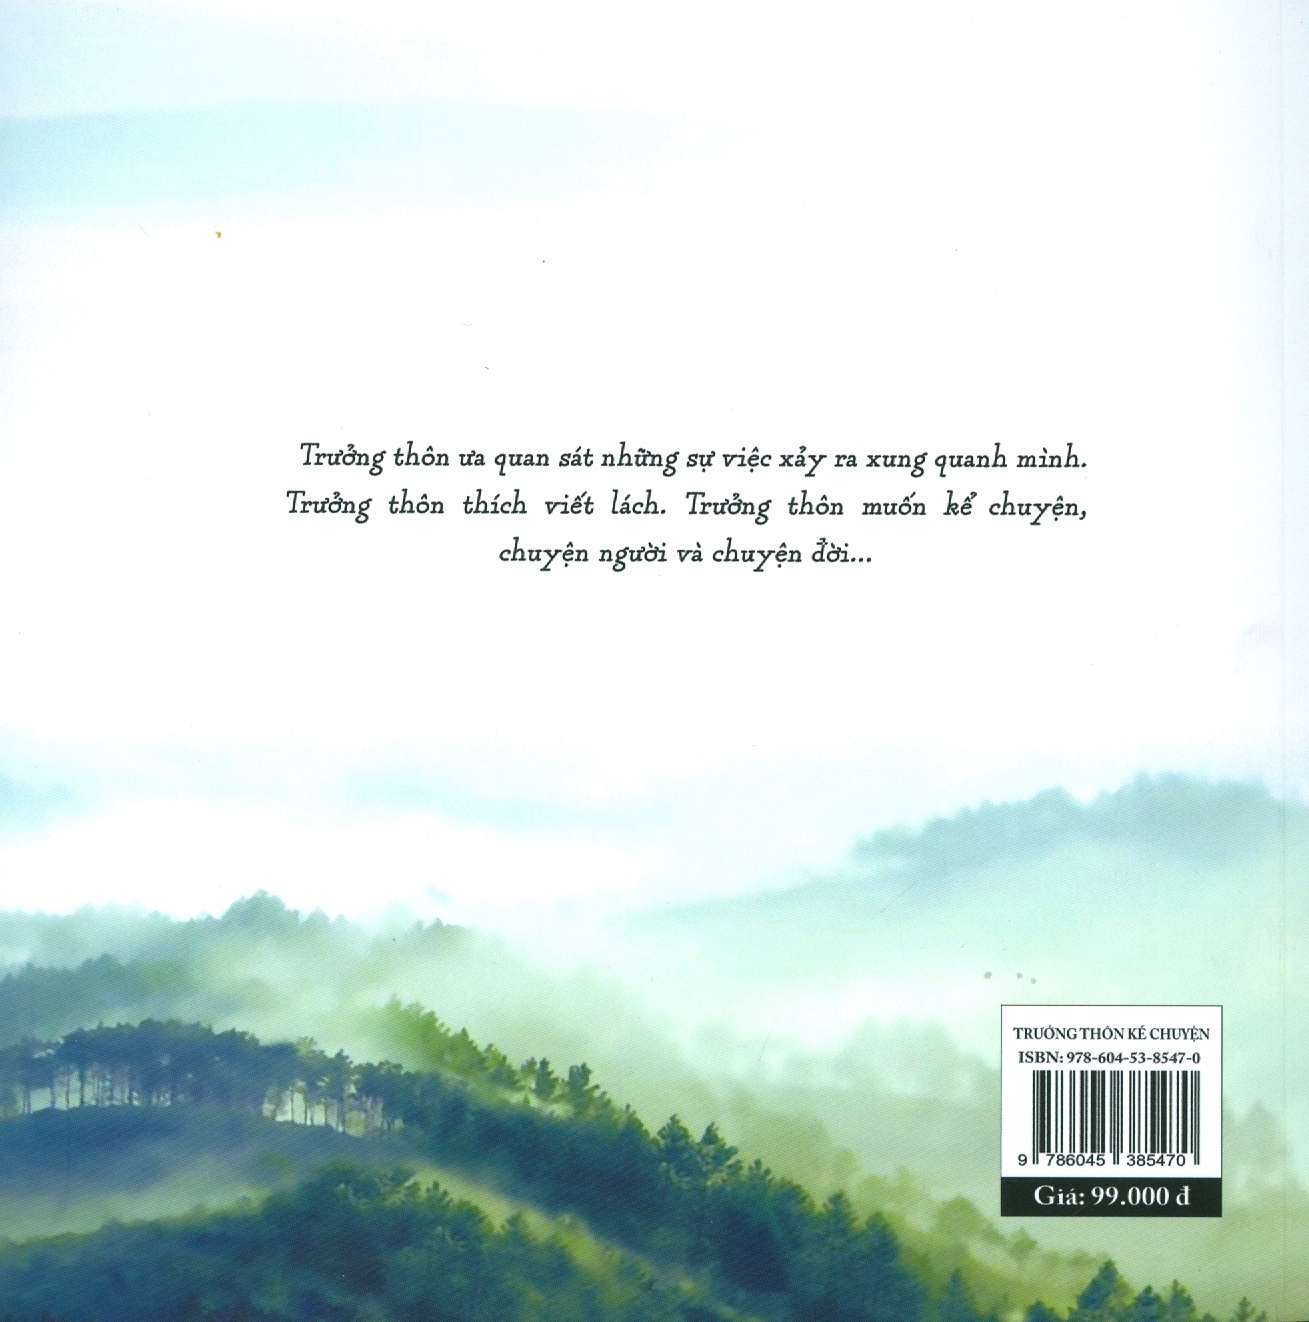 Trưởng thôn ưa quan sát những sự việc xảy ra xung quanh mình.
Trưởng thôn thích viết lách. Trưởng thôn muốn kể chuyện,
chuyện người và chuyện đời...
TRƯỞNG THÔN KỂ CHUYỆN
ISBN: 978-604-53-8547-0
9 786045 385470
Giá: 99.000 đ